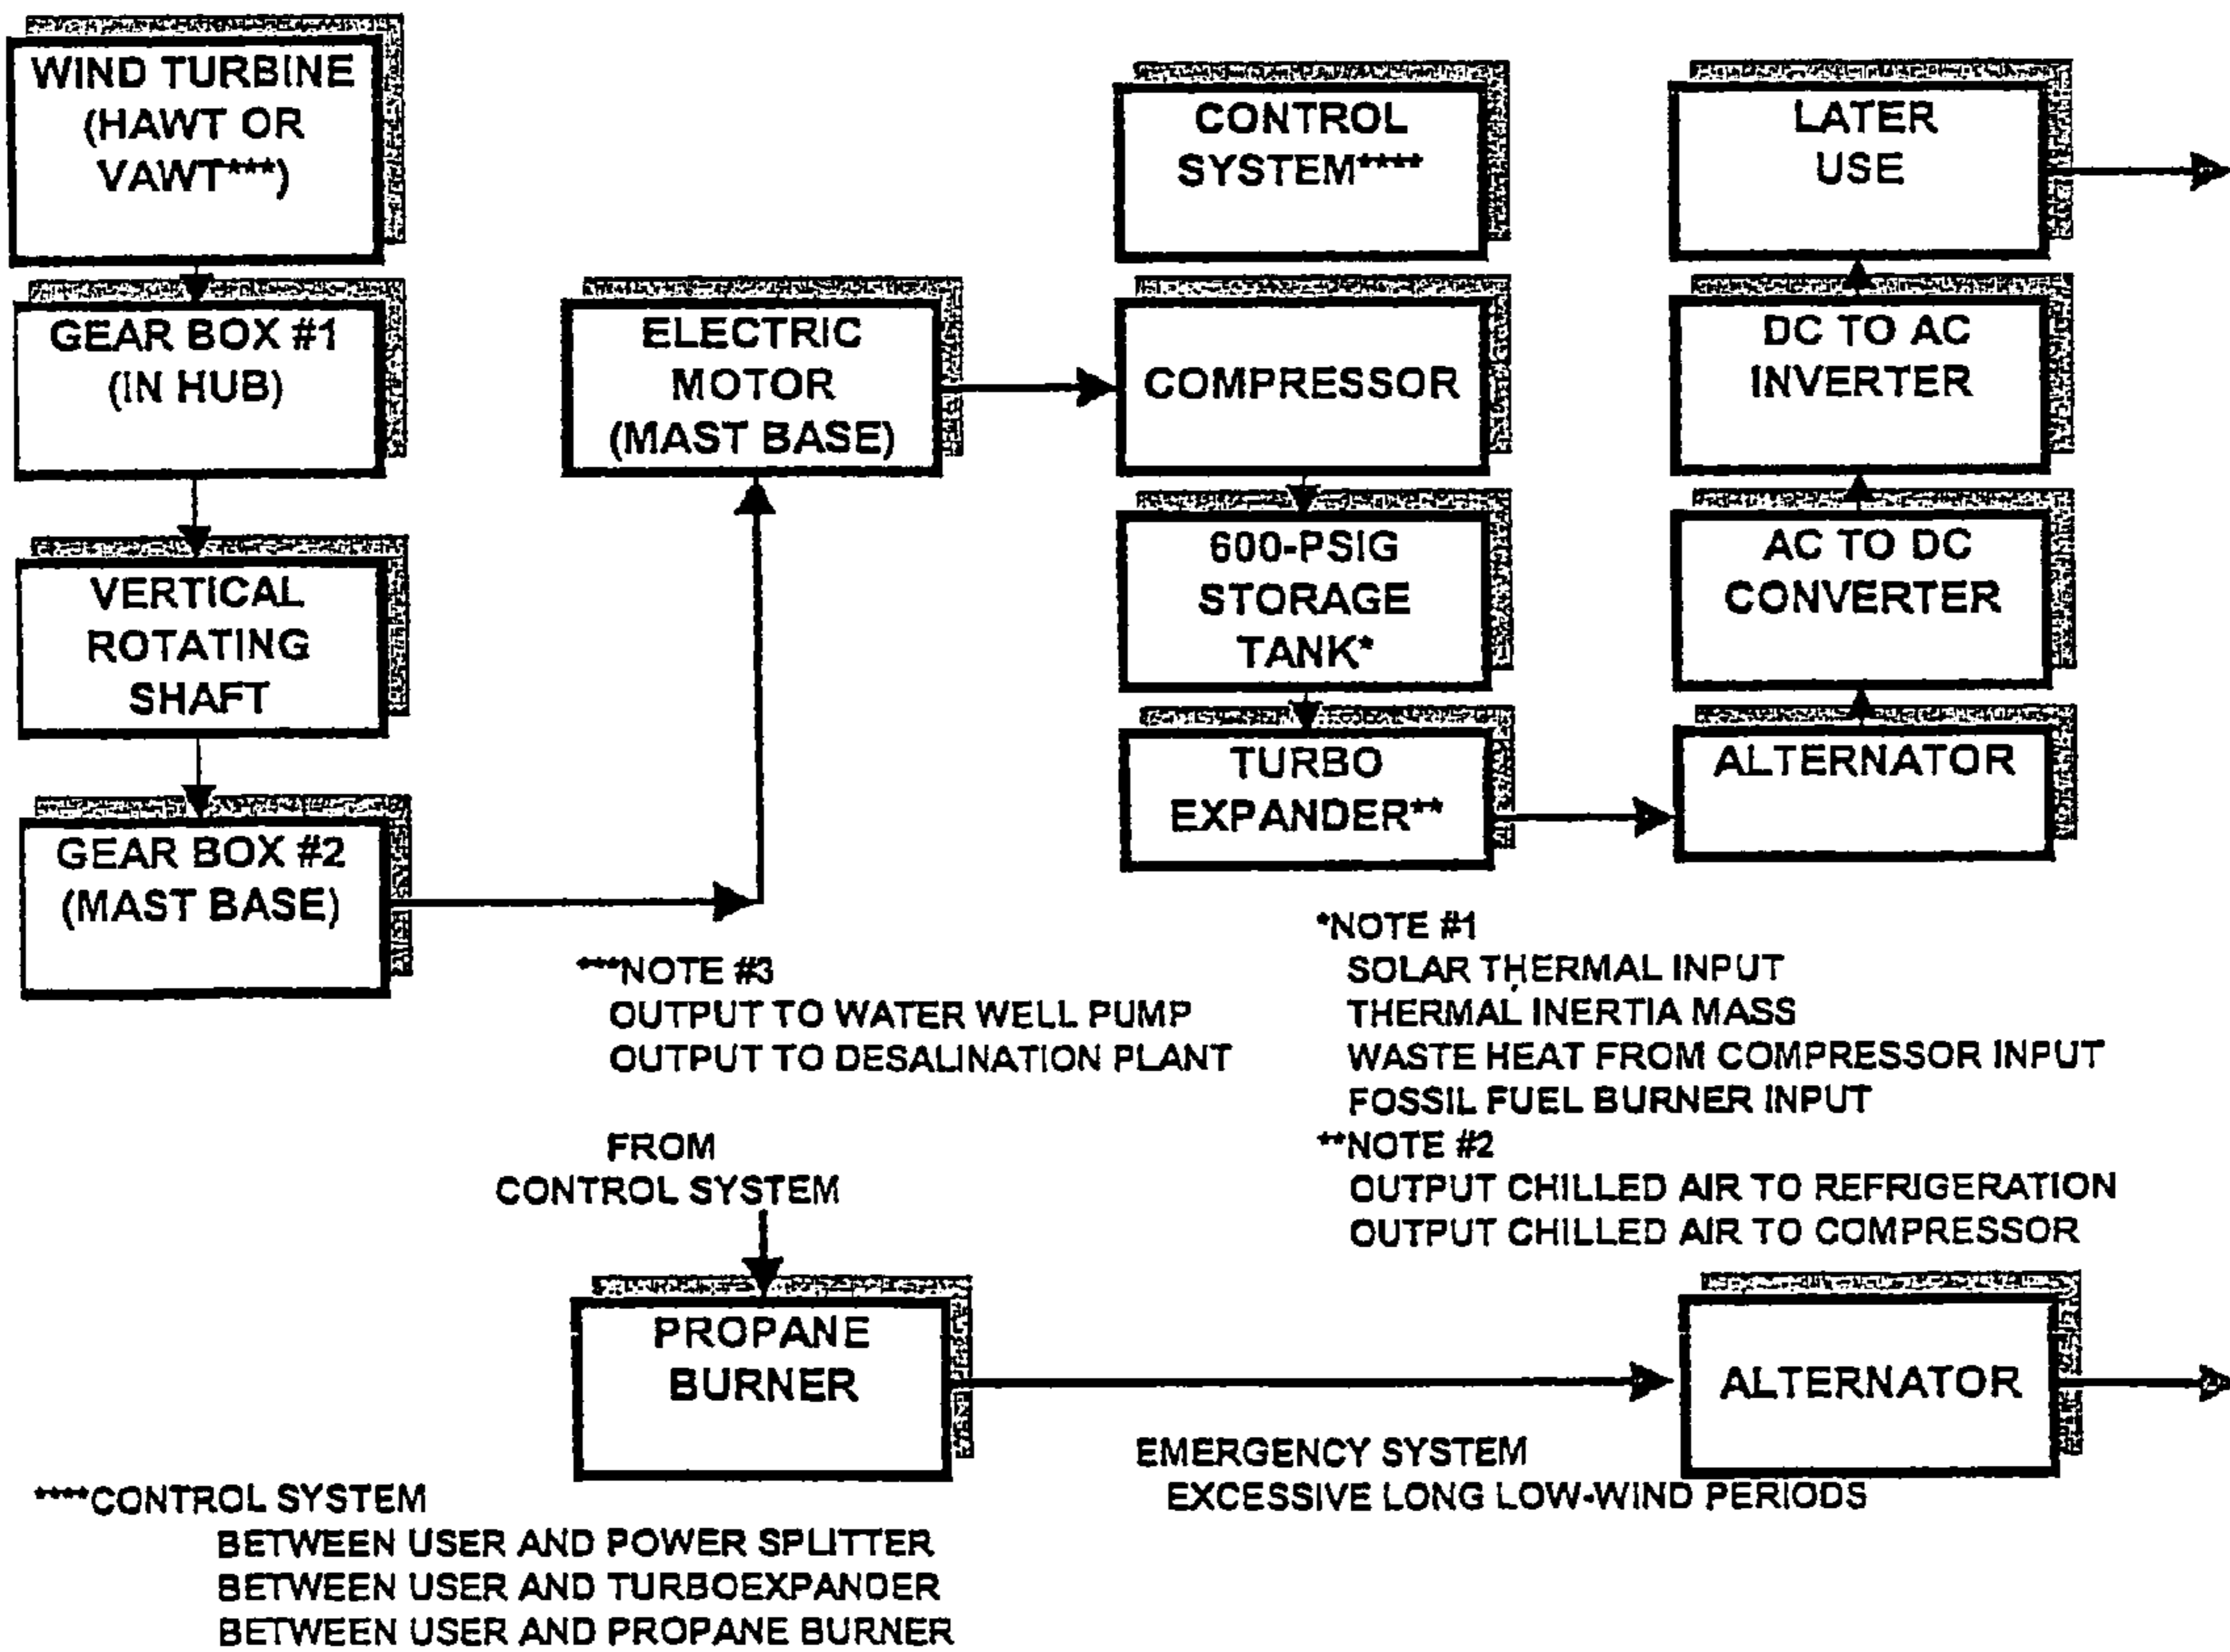 WIND TURBINE
(HAWT OR
VAWT***)
GEAR BOX #1
(IN HUB)
VERTICAL
ROTATING
SHAFT
GEAR BOX #2
(MAST BASE)
ELECTRIC
MOTOR
(MAST BASE)
CONTROL
SYSTEM****
COMPRESSOR
600-PSIG
STORAGE
TANK*
TURBO
EXPANDER**
LATER
USE
DC TO AC
INVERTER
AC TO DC
CONVERTER
ALTERNATOR
***NOTE #3
OUTPUT TO WATER WELL PUMP
OUTPUT TO DESALINATION PLANT
*NOTE #1
SOLAR THERMAL INPUT
THERMAL INERTIA MASS
WASTE HEAT FROM COMPRESSOR INPUT
FOSSIL FUEL BURNER INPUT
**NOTE #2
OUTPUT CHILLED AIR TO REFRIGERATION
OUTPUT CHILLED AIR TO COMPRESSOR
FROM
CONTROL SYSTEM
PROPANE
BURNER
ALTERNATOR
EMERGENCY SYSTEM
EXCESSIVE LONG LOW-WIND PERIODS
****CONTROL SYSTEM
BETWEEN USER AND POWER SPLITTER
BETWEEN USER AND TURBOEXPANDER
BETWEEN USER AND PROPANE BURNER